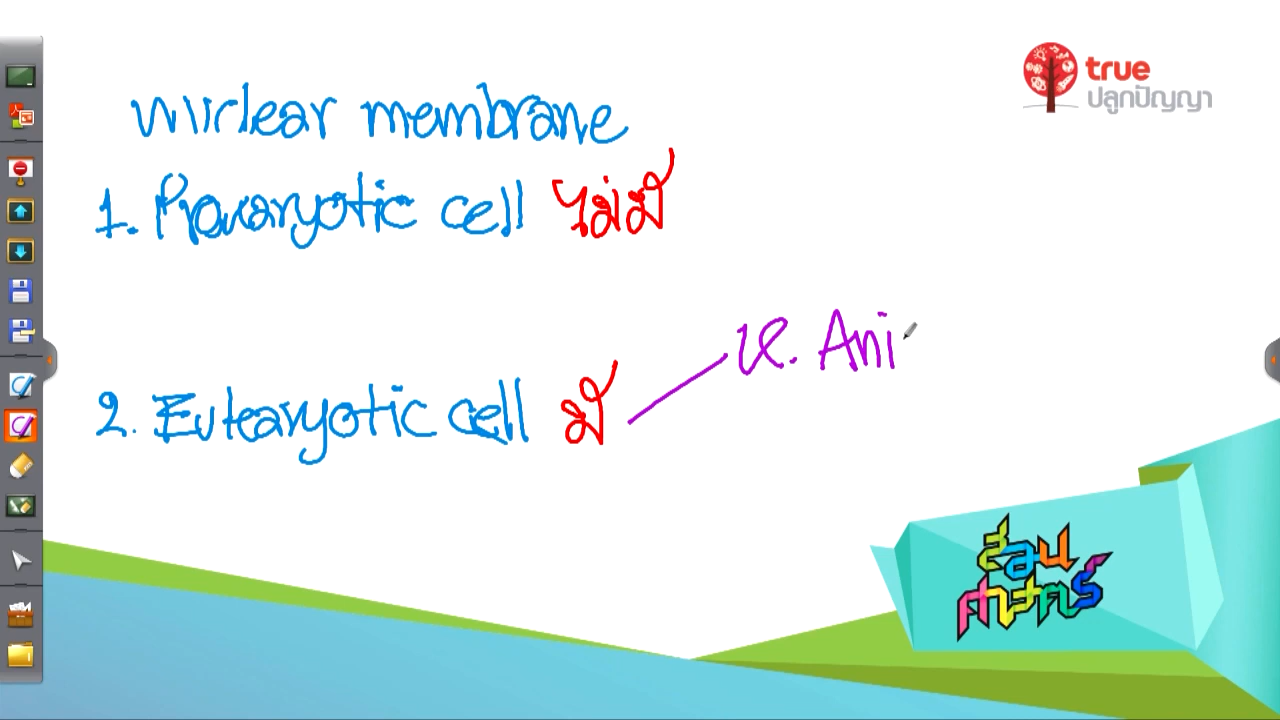 true
ปลูกปัญญา
Nuclear membrane
1. Prokaryotic cell ไม่มี
K. Ani
2. Eukaryotic cell มี
สอน
ศาสตร์